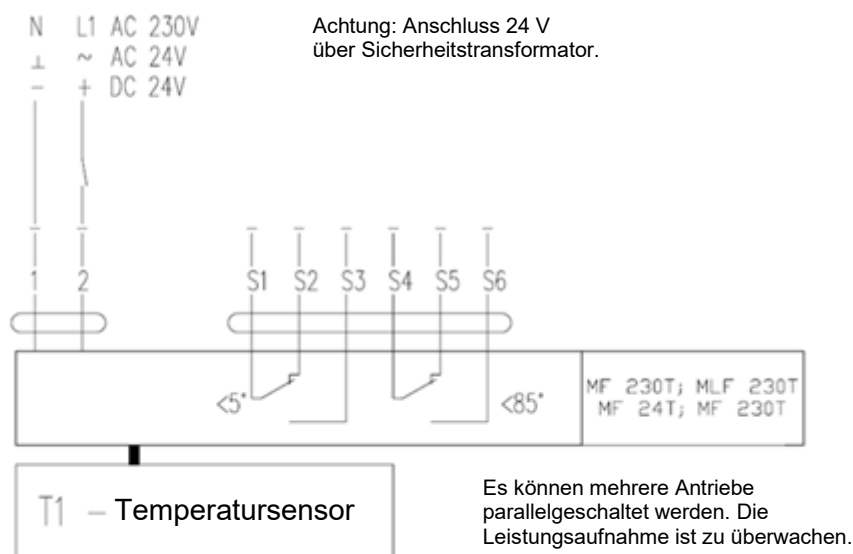 N L1 AC 230V
⊥ ~ AC 24V
− + DC 24V
Achtung: Anschluss 24 V
über Sicherheitstransformator.
1 2 S1 S2 S3 S4 S5 S6
<5° <85°
MF 230T; MLF 230T
MF 24T; MF 230T
T1 – Temperatursensor
Es können mehrere Antriebe
parallelgeschaltet werden. Die
Leistungsaufnahme ist zu überwachen.